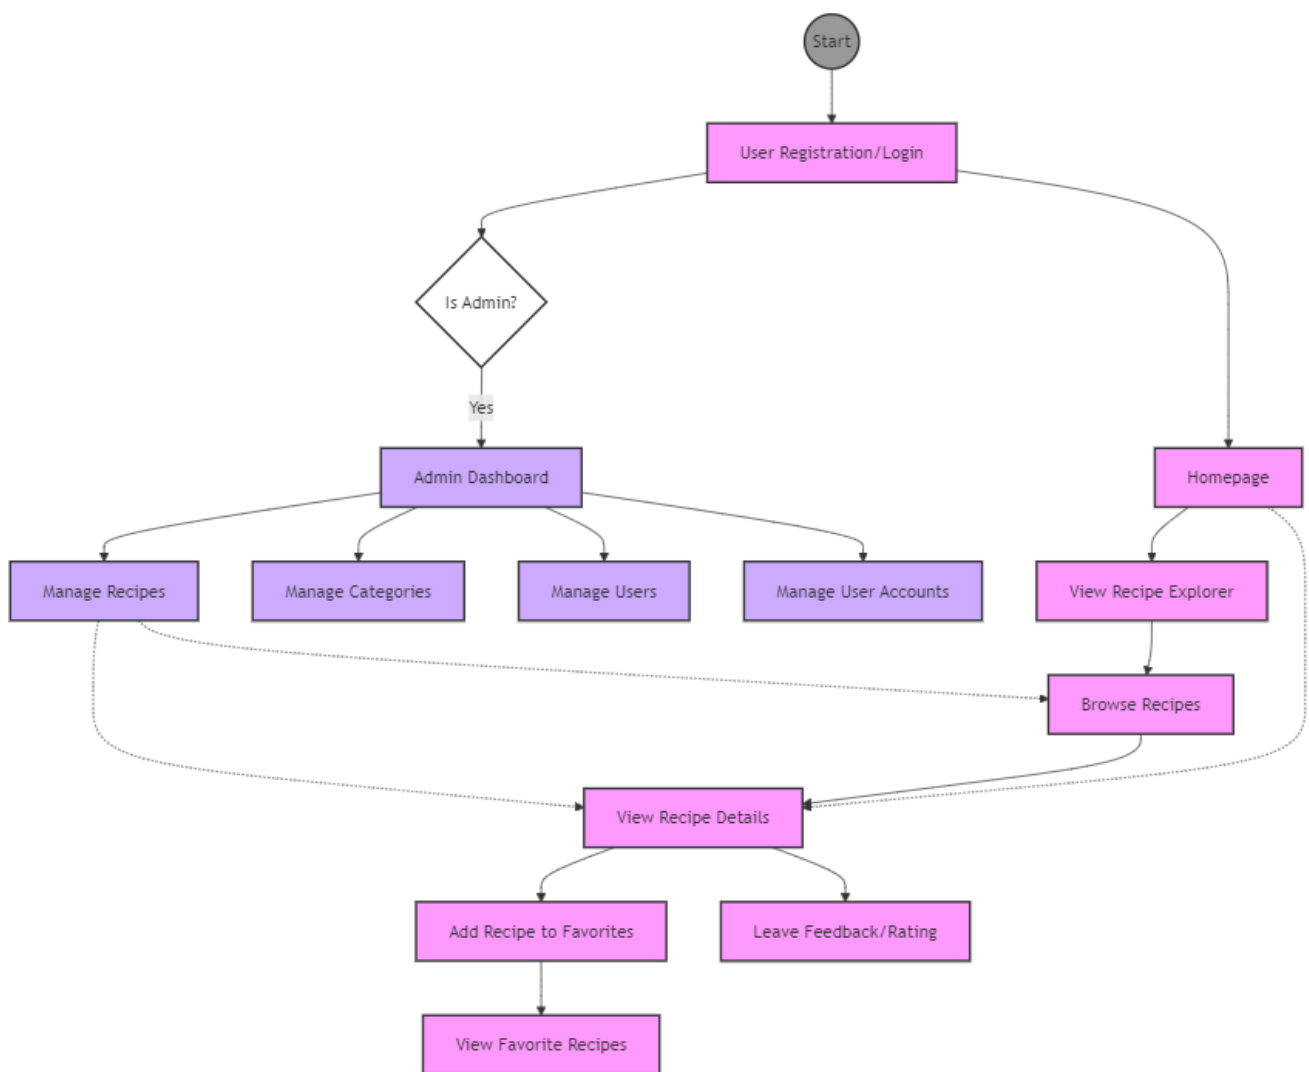 Start
User Registration/Login
Is Admin?
Yes
Admin Dashboard
Homepage
Manage Recipes
Manage Categories
Manage Users
Manage User Accounts
View Recipe Explorer
Browse Recipes
View Recipe Details
Add Recipe to Favorites
Leave Feedback/Rating
View Favorite Recipes